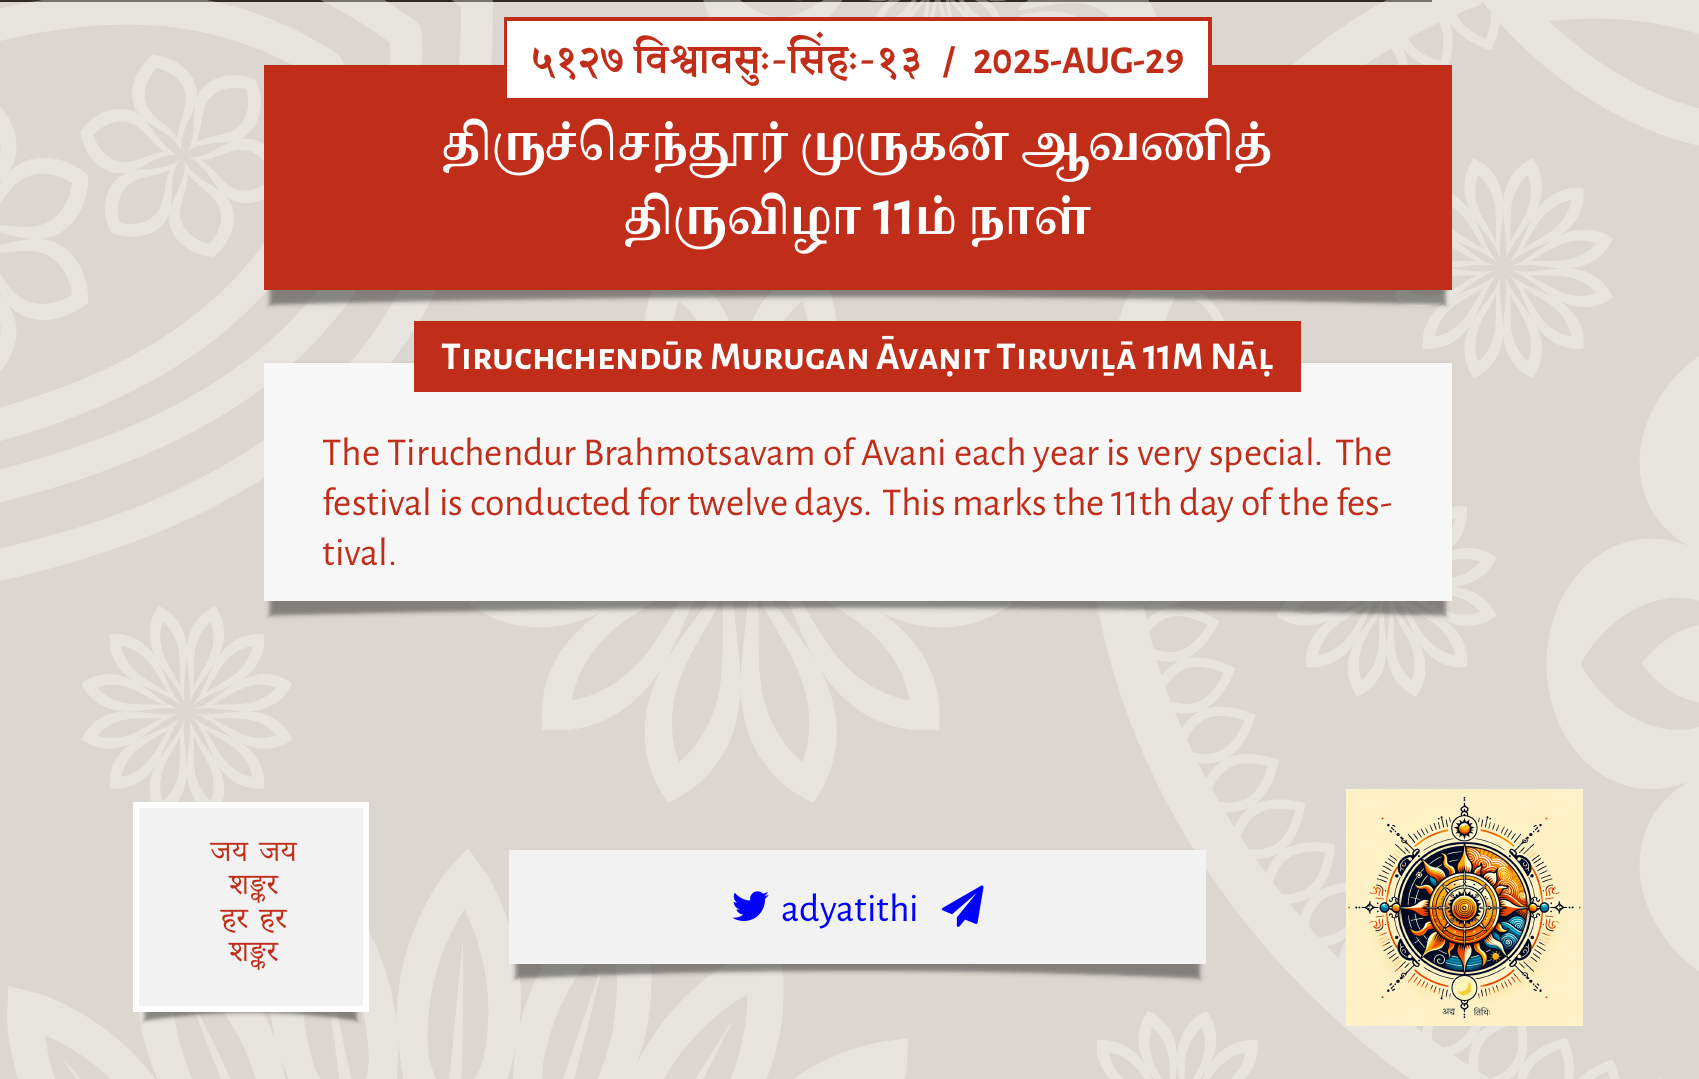 ५१२७ विश्वावसुः-सिंहः-१३ / 2025-AUG-29
திருச்செந்தூர் முருகன் ஆவணித்
திருவிழா 11ம் நாள்
Tiruchchendūr Murugan Āvaṇit Tiruviḻā 11m Nāḷ
The Tiruchendur Brahmotsavam of Avani each year is very special. The
festival is conducted for twelve days. This marks the 11th day of the fes-
tival.
जय जय
शङ्कर
हर हर
शङ्कर
adyatithi
अद्य तिथिः